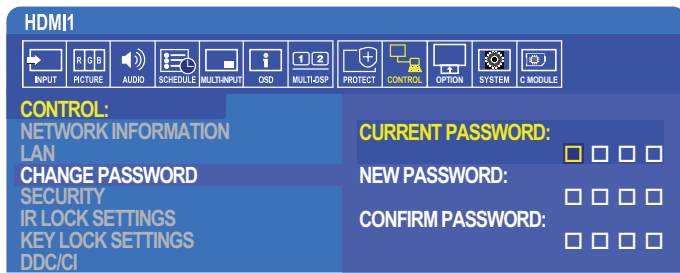 HDMI1
RGB
1 2
INPUT PICTURE AUDIO SCHEDULE MULTI-INPUT OSD MULTI-DSP PROTECT CONTROL OPTION SYSTEM C MODULE
CONTROL:
NETWORK INFORMATION
LAN
CHANGE PASSWORD
SECURITY
IR LOCK SETTINGS
KEY LOCK SETTINGS
DDC/CI
CURRENT PASSWORD:
NEW PASSWORD:
CONFIRM PASSWORD: